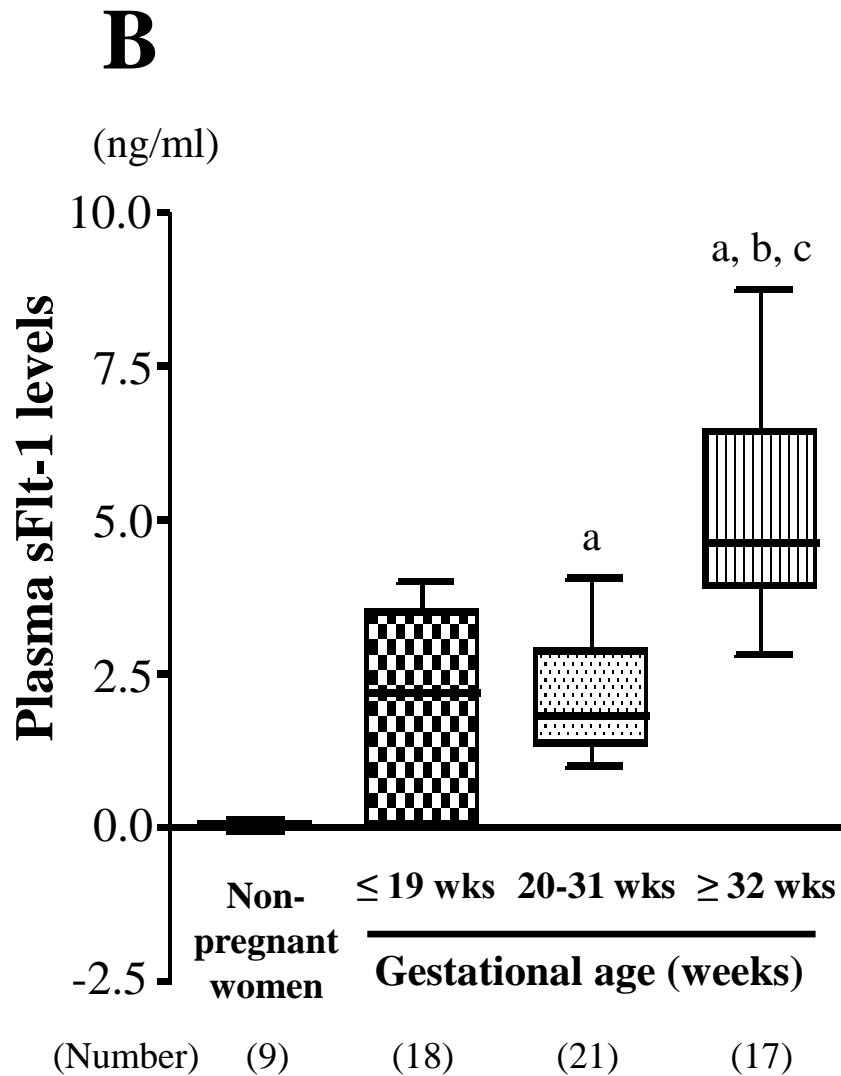 B
(ng/ml)
Plasma sFlt-1 levels
10.0
7.5
5.0
2.5
0.0
-2.5
a
a, b, c
Non-
pregnant
women
≤ 19 wks 20-31 wks ≥ 32 wks
Gestational age (weeks)
(Number) (9) (18) (21) (17)